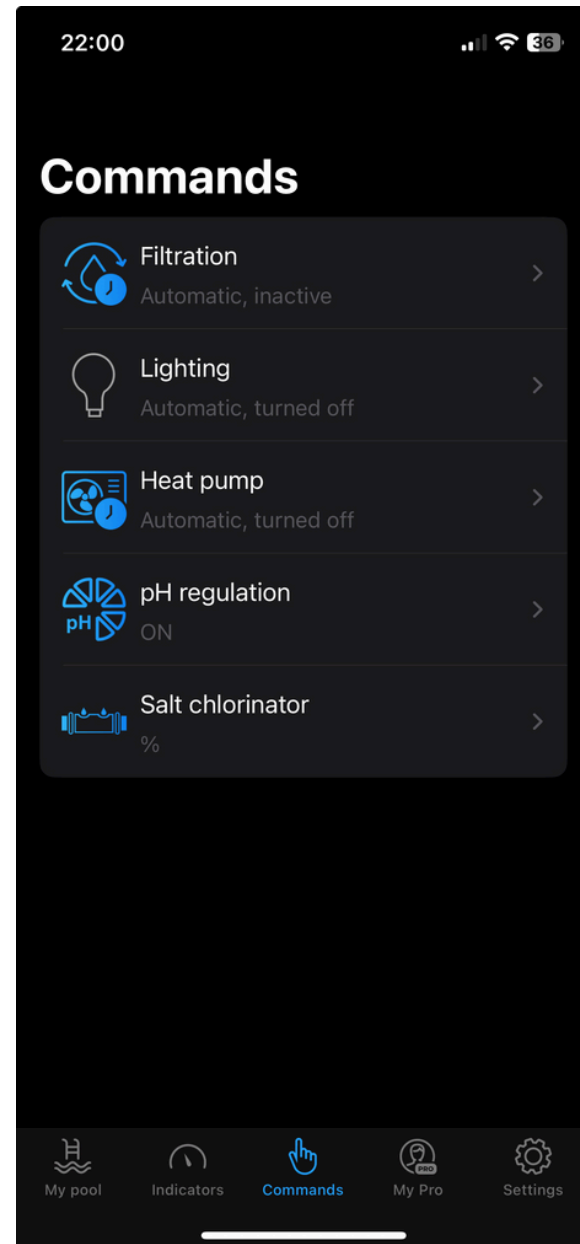 22:00
36
Commands
Filtration
Automatic, inactive
Lighting
Automatic, turned off
Heat pump
Automatic, turned off
pH
pH regulation
ON
Salt chlorinator
%
PRO
My pool
Indicators
Commands
My Pro
Settings